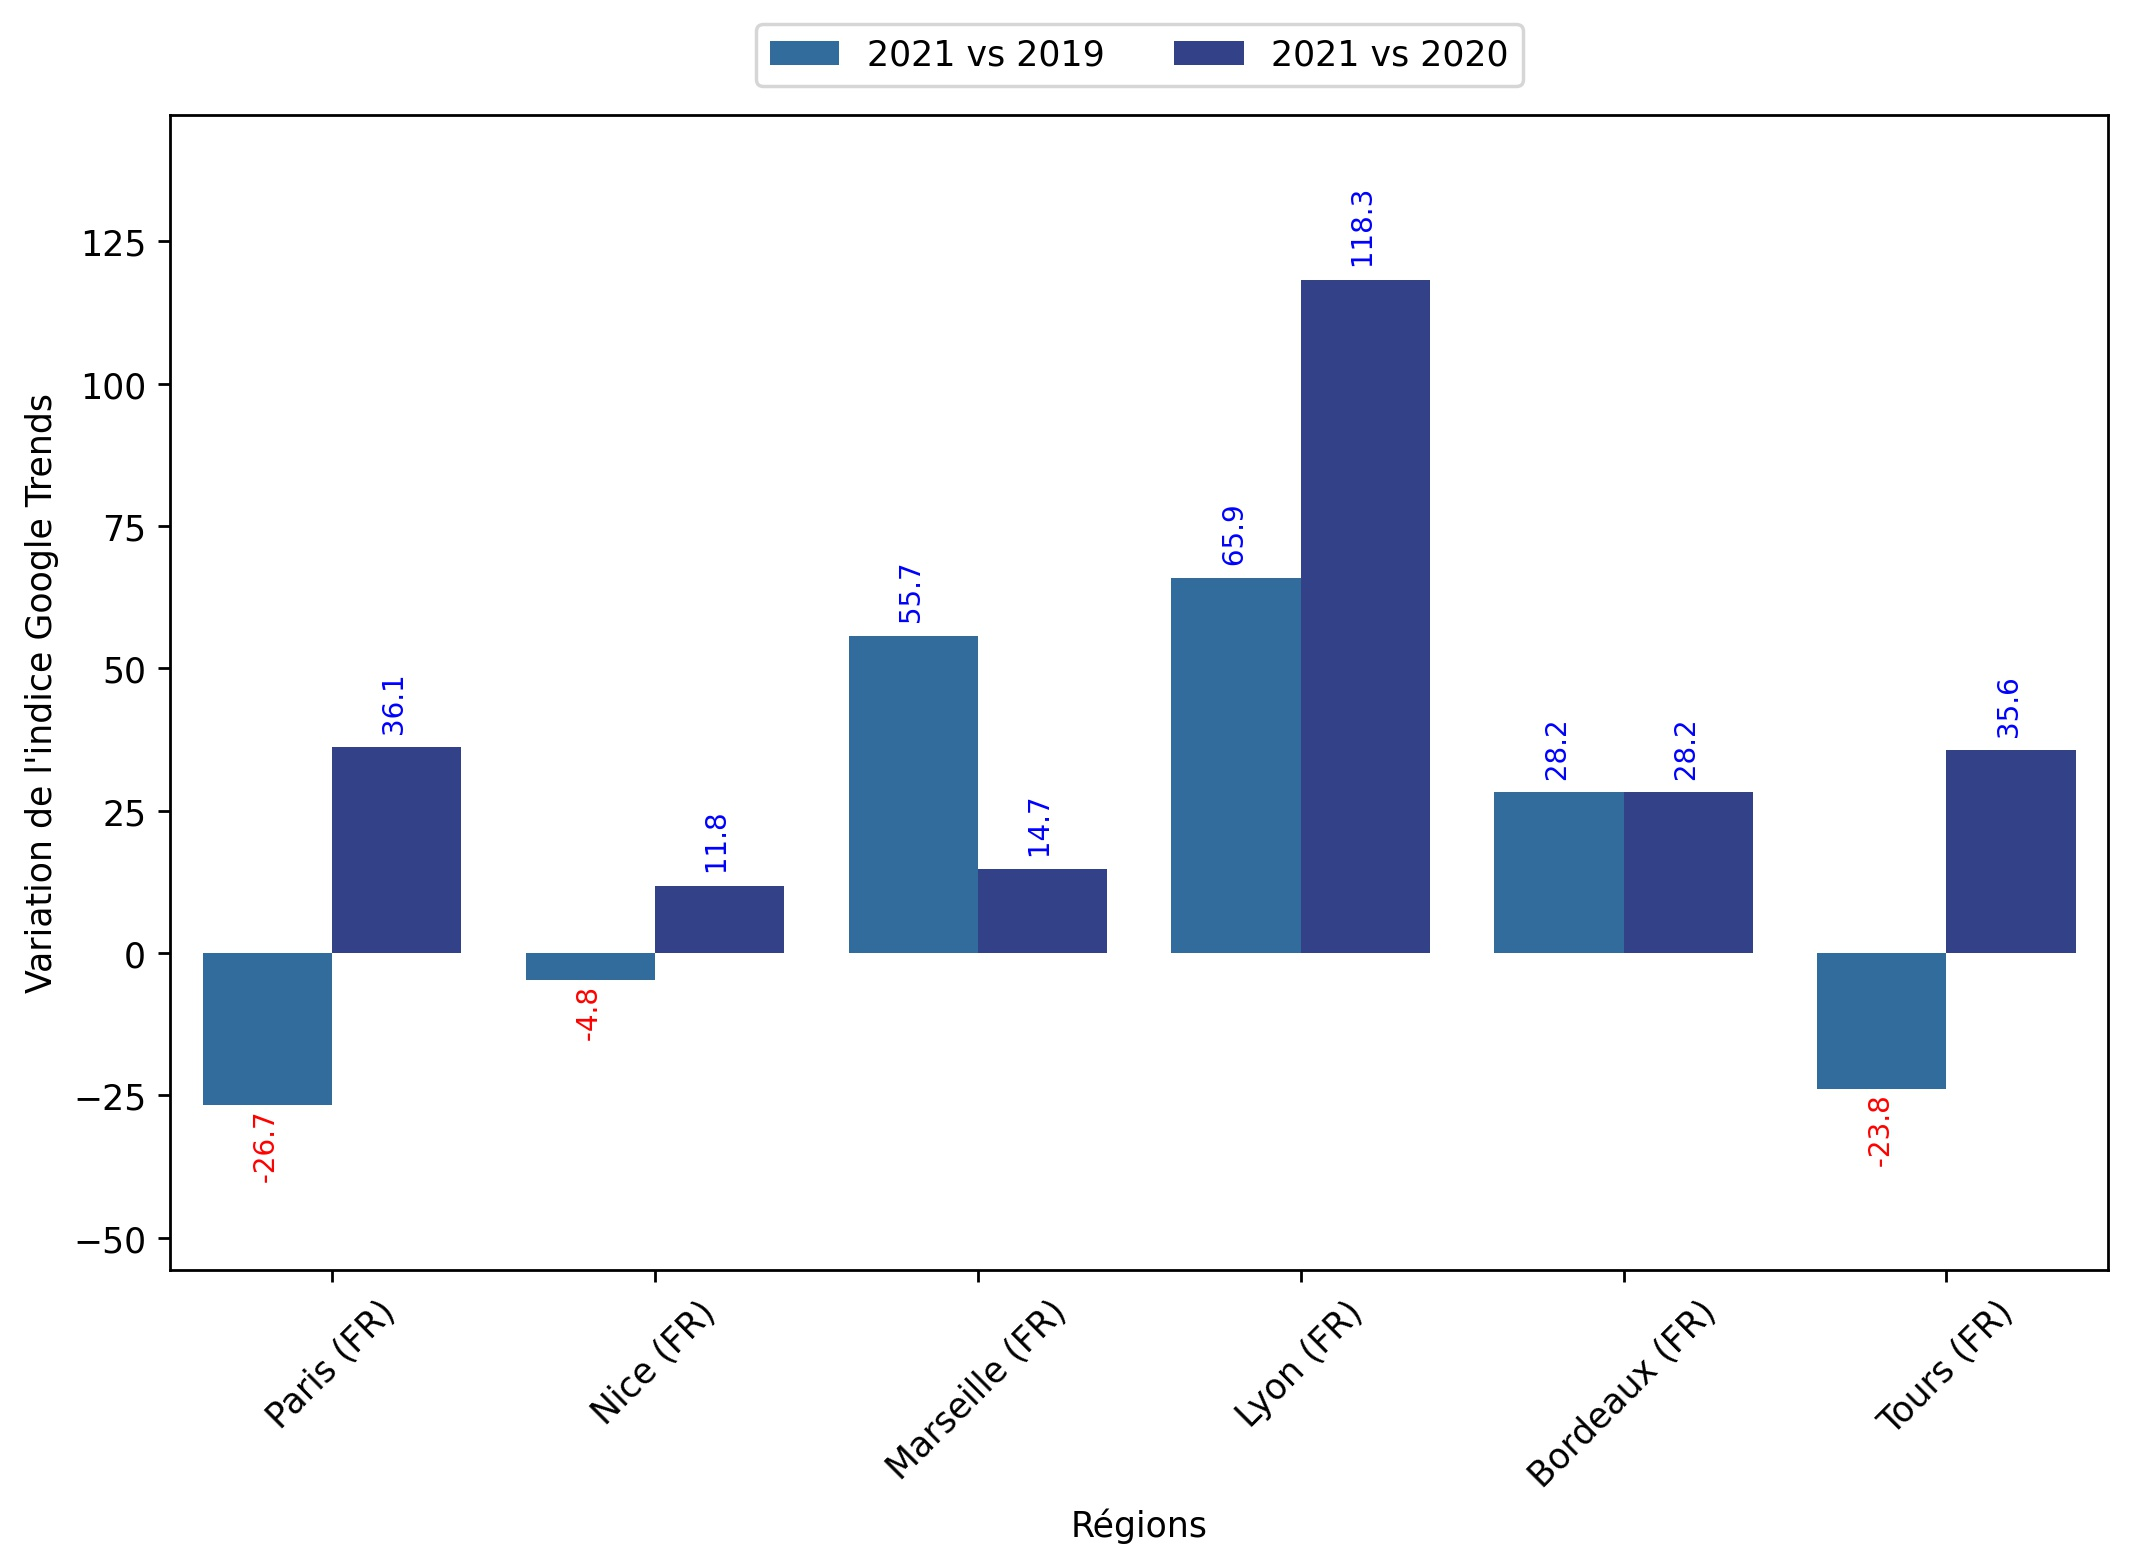 2021 vs 2019
2021 vs 2020
Variation de l'indice Google Trends
125
100
75
50
25
0
−25
−50
-26.7
36.1
-4.8
11.8
55.7
14.7
65.9
118.3
28.2
28.2
-23.8
35.6
Paris (FR)
Nice (FR)
Marseille (FR)
Lyon (FR)
Bordeaux (FR)
Tours (FR)
Régions